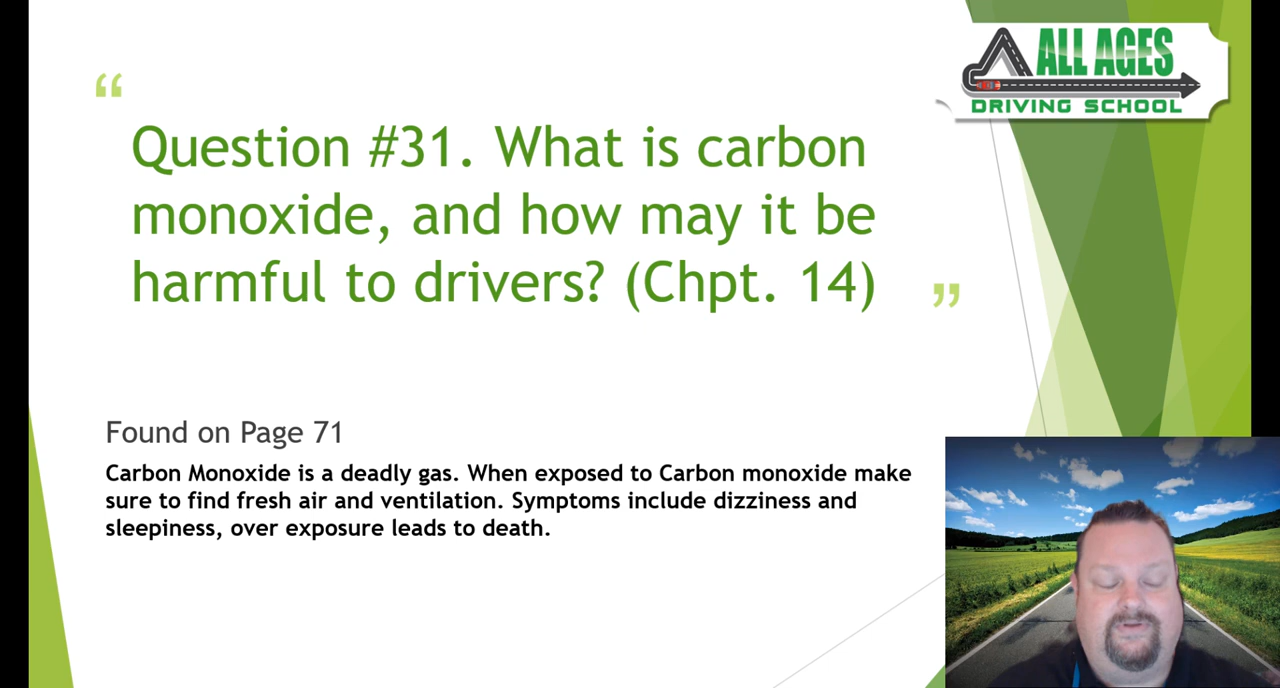 ALL AGES
DRIVING SCHOOL
“
Question #31. What is carbon
monoxide, and how may it be
harmful to drivers? (Chpt. 14)
”
Found on Page 71
Carbon Monoxide is a deadly gas. When exposed to Carbon monoxide make
sure to find fresh air and ventilation. Symptoms include dizziness and
sleepiness, over exposure leads to death.